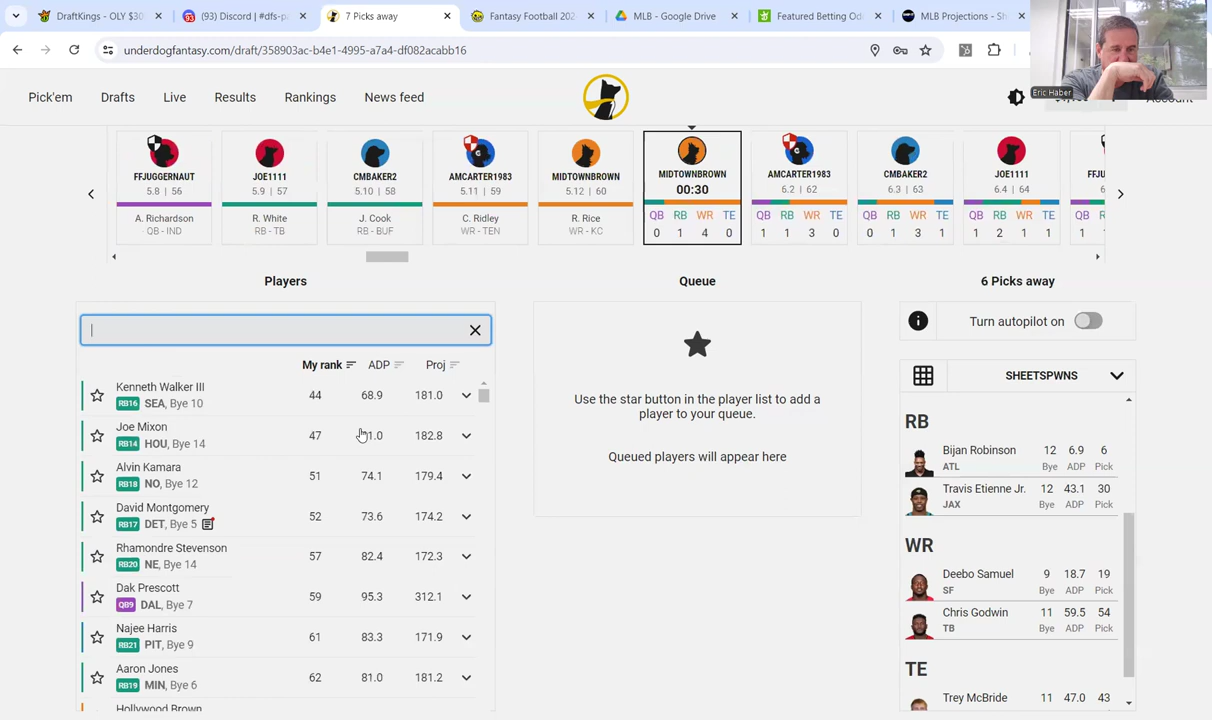 DraftKings - OLY $30
(93) Discord | #dfs-p
7 Picks away
Fantasy Football 202
MLB - Google Drive
Featured Betting Od
MLB Projections - Sh
underdogfantasy.com/draft/358903ac-b4e1-4995-a7a4-df082acabb16
Eric Haber
Pick'em Drafts Live Results Rankings News feed
Account
FFJUGGERNAUT
5.8 | 56
A. Richardson
QB - IND
JOE1111
5.9 | 57
R. White
RB - TB
CMBAKER2
5.10 | 58
J. Cook
RB - BUF
AMCARTER1983
5.11 | 59
C. Ridley
WR - TEN
MIDTOWNBROWN
5.12 | 60
R. Rice
WR - KC
MIDTOWNBROWN
00:30
QB RB WR TE
0 1 4 0
AMCARTER1983
6.2 | 62
QB RB WR TE
1 1 3 0
CMBAKER2
6.3 | 63
QB RB WR TE
0 1 3 1
JOE1111
6.4 | 64
QB RB WR TE
1 2 1 1
FFJU
6.
QB RB
1 1
Players
My rank ADP Proj
Kenneth Walker III
RB16 SEA, Bye 10
44 68.9 181.0
Joe Mixon
RB14 HOU, Bye 14
47 1.0 182.8
Alvin Kamara
RB18 NO, Bye 12
51 74.1 179.4
David Montgomery
RB17 DET, Bye 5
52 73.6 174.2
Rhamondre Stevenson
RB20 NE, Bye 14
57 82.4 172.3
Dak Prescott
QB9 DAL, Bye 7
59 95.3 312.1
Najee Harris
RB21 PIT, Bye 9
61 83.3 171.9
Aaron Jones
RB19 MIN, Bye 6
62 81.0 181.2
Hollywood Brown
Queue
Use the star button in the player list to add a
player to your queue.
Queued players will appear here
6 Picks away
Turn autopilot on
SHEETSPWNS
RB
Bijan Robinson 12 6.9 6
ATL Bye ADP Pick
Travis Etienne Jr. 12 43.1 30
JAX Bye ADP Pick
WR
Deebo Samuel 9 18.7 19
SF Bye ADP Pick
Chris Godwin 11 59.5 54
TB Bye ADP Pick
TE
Trey McBride 11 47.0 43